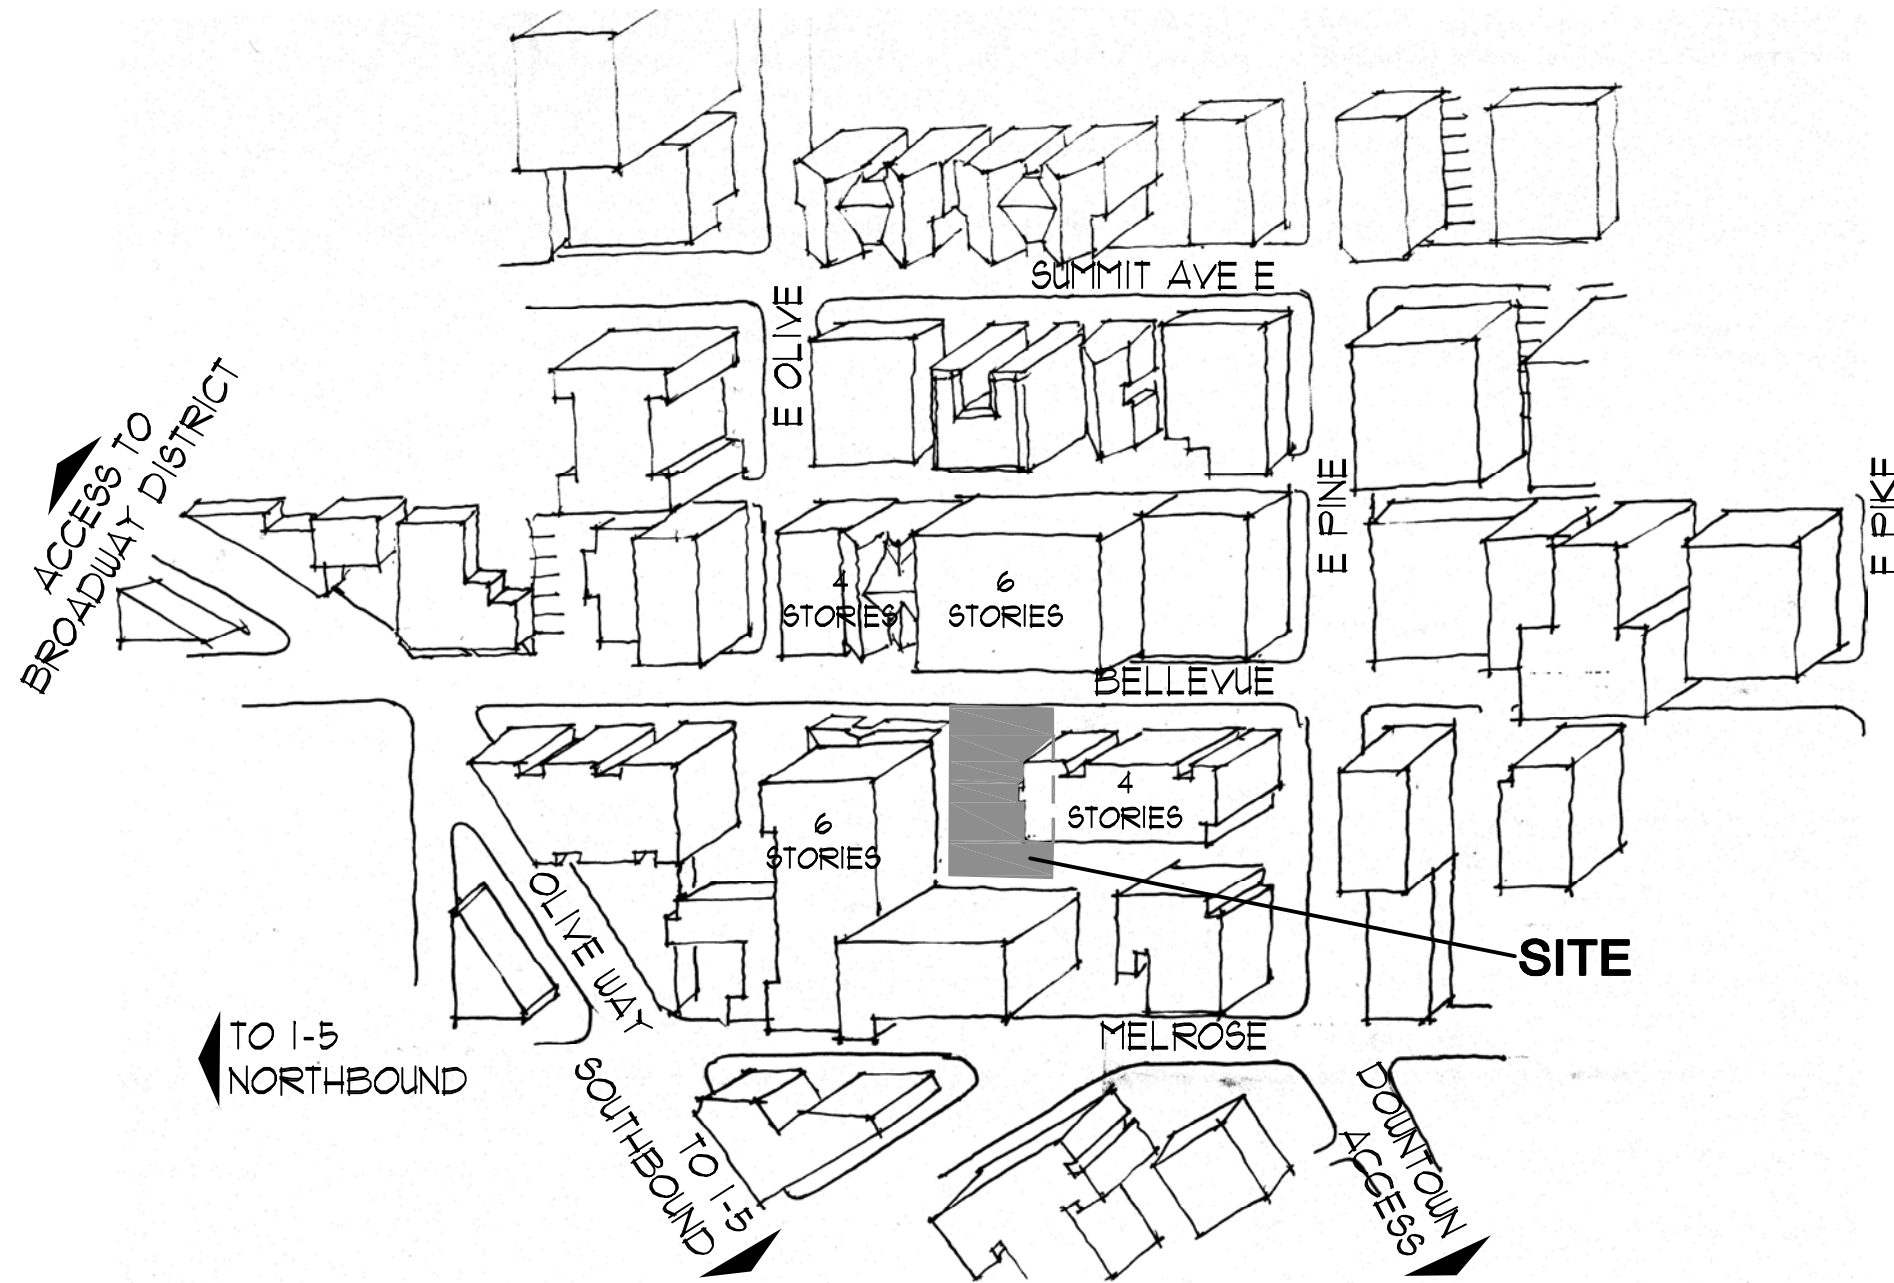 SUMMIT AVE E
E OLIVE
ACCESS TO
BROADWAY DISTRICT
E PINE
E PIKE
4
STORIES
6
STORIES
BELLEVUE
4
STORIES
6
STORIES
OLIVE WAY
SITE
MELROSE
TO I-5
NORTHBOUND
TO I-5
SOUTHBOUND
DOWNTOWN
ACCESS